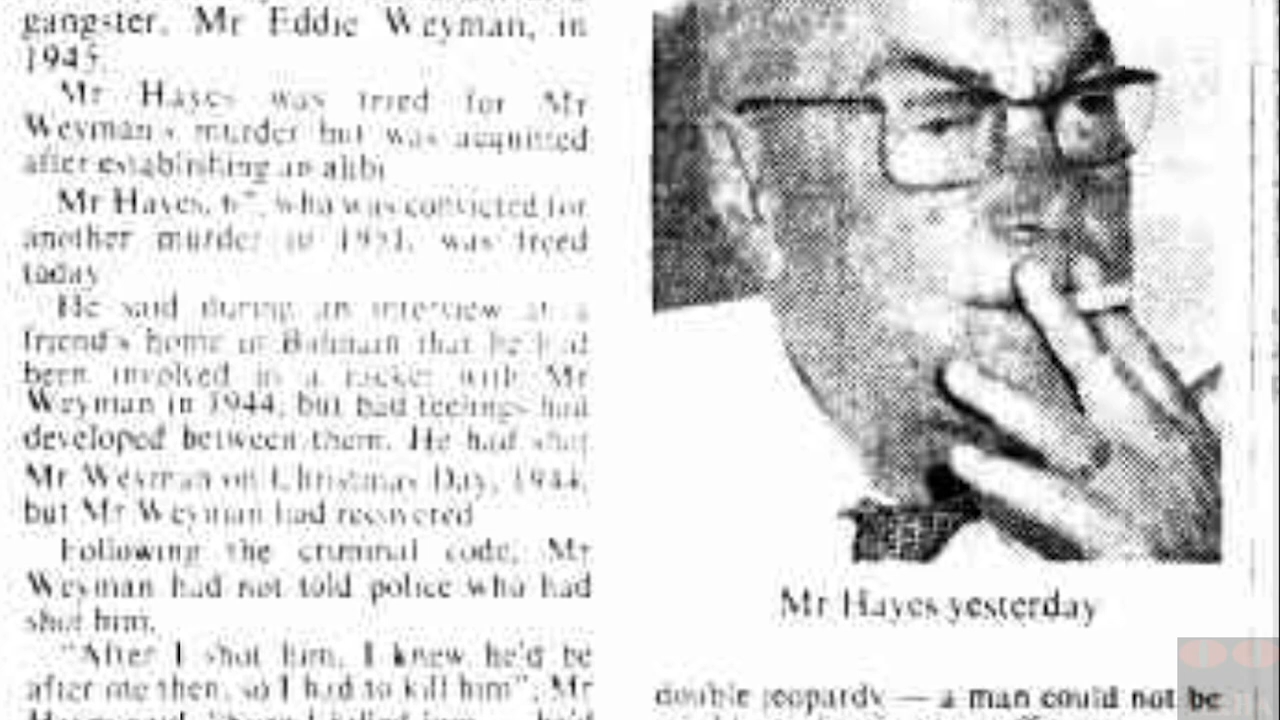 gangster, Mr Eddie Weyman, in
1945.
Mr Hayes was tried for Mr
Weyman's murder but was acquitted
after establishing an alibi
Mr Hayes, who was convicted for
another murder in 1951, was freed
today
He said during an interview at a
friend's home in Balmain that he had
been involved in a racket with Mr
Weyman in 1944, but bad feelings had
developed between them. He had shot
Mr Weyman on Christmas Day, 1944,
but Mr Weyman had recovered
Following the criminal code, Mr
Weyman had not told police who had
shot him.
"After I shot him, I knew he'd be
after me then, so I had to kill him", Mr
Mr Hayes yesterday
double jeopardy — a man could not be